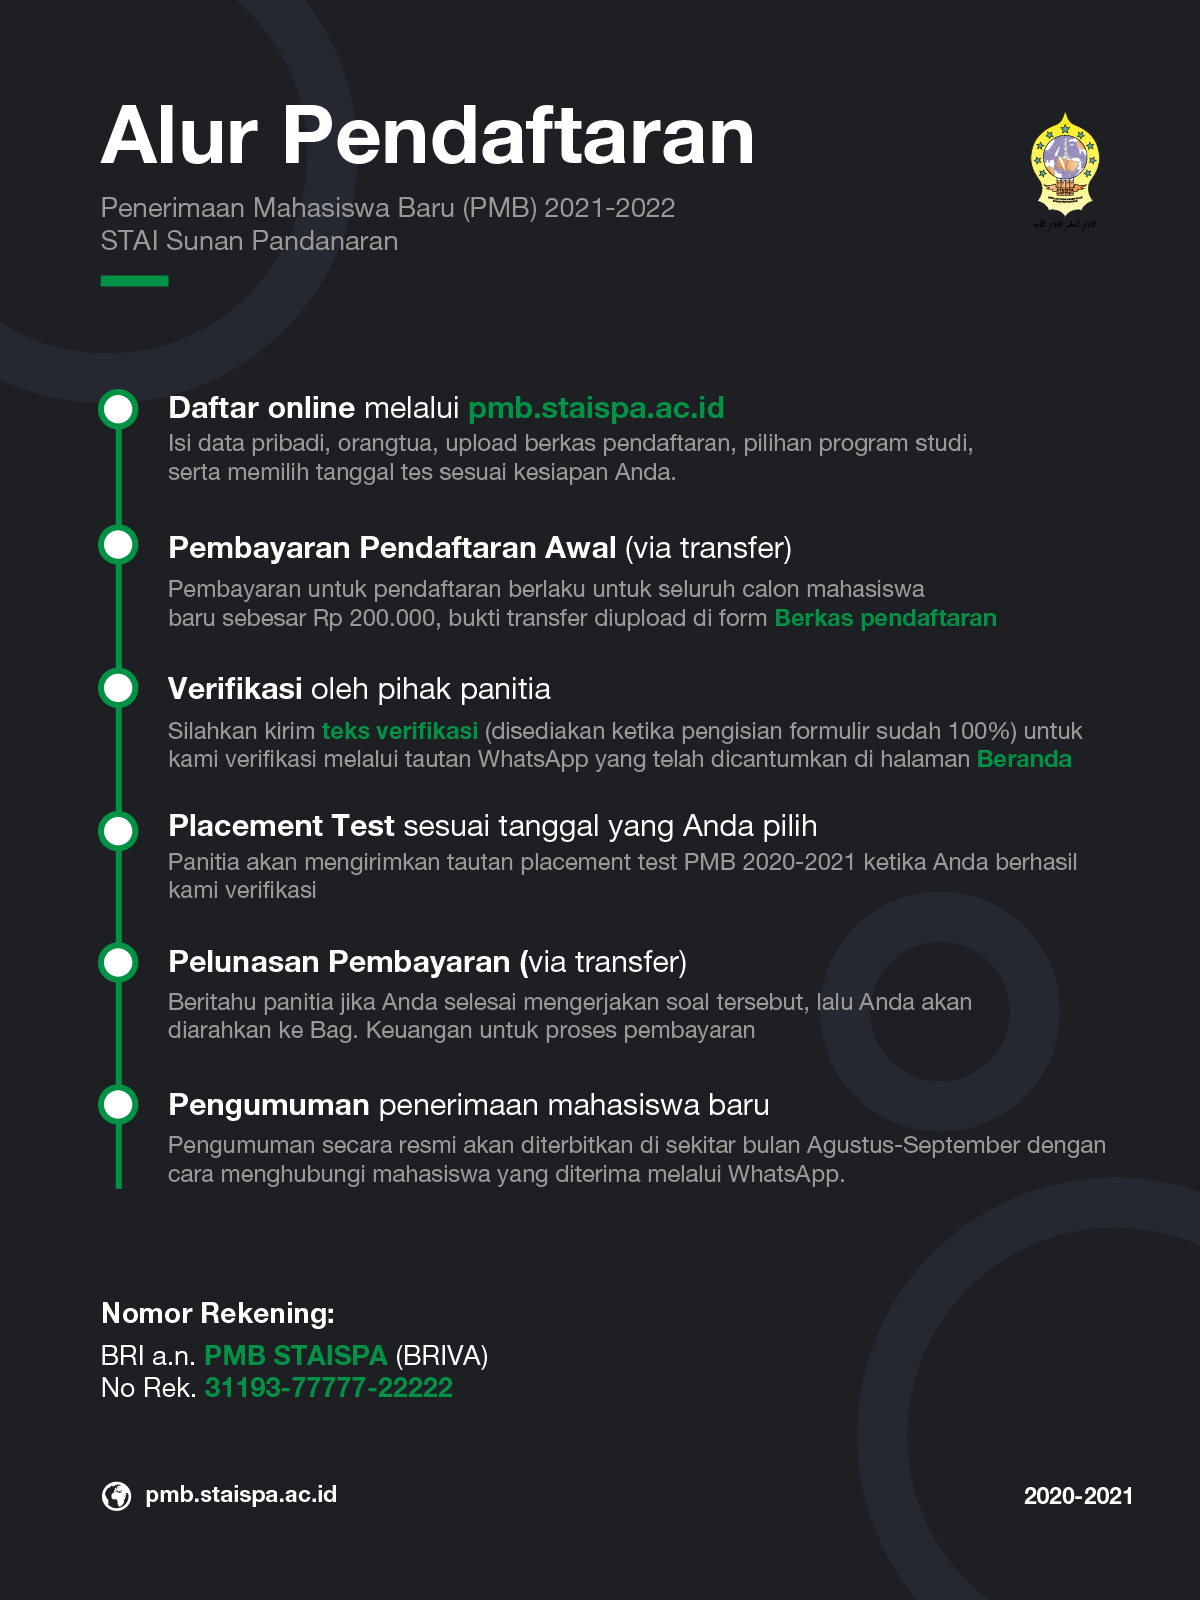 Alur Pendaftaran
Penerimaan Mahasiswa Baru (PMB) 2021-2022
STAI Sunan Pandanaran
Daftar online melalui pmb.staispa.ac.id
Isi data pribadi, orangtua, upload berkas pendaftaran, pilihan program studi,
serta memilih tanggal tes sesuai kesiapan Anda.
Pembayaran Pendaftaran Awal (via transfer)
Pembayaran untuk pendaftaran berlaku untuk seluruh calon mahasiswa
baru sebesar Rp 200.000, bukti transfer diupload di form Berkas pendaftaran
Verifikasi oleh pihak panitia
Silahkan kirim teks verifikasi (disediakan ketika pengisian formulir sudah 100%) untuk
kami verifikasi melalui tautan WhatsApp yang telah dicantumkan di halaman Beranda
Placement Test sesuai tanggal yang Anda pilih
Panitia akan mengirimkan tautan placement test PMB 2020-2021 ketika Anda berhasil
kami verifikasi
Pelunasan Pembayaran (via transfer)
Beritahu panitia jika Anda selesai mengerjakan soal tersebut, lalu Anda akan
diarahkan ke Bag. Keuangan untuk proses pembayaran
Pengumuman penerimaan mahasiswa baru
Pengumuman secara resmi akan diterbitkan di sekitar bulan Agustus-September dengan
cara menghubungi mahasiswa yang diterima melalui WhatsApp.
Nomor Rekening:
BRI a.n. PMB STAISPA (BRIVA)
No Rek. 31193-77777-22222
pmb.staispa.ac.id
2020-2021